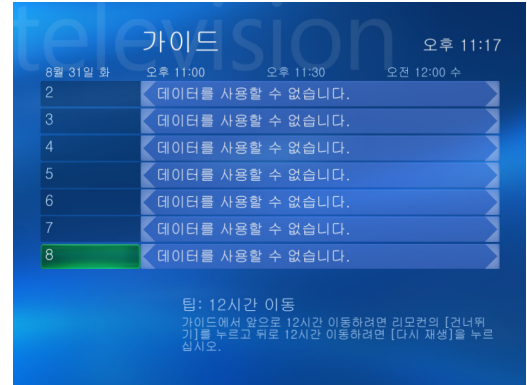 television
가이드
오후 11:17
8월 31일 화 오후 11:00 오후 11:30 오전 12:00 수
2 데이터를 사용할 수 없습니다.
3 데이터를 사용할 수 없습니다.
4 데이터를 사용할 수 없습니다.
5 데이터를 사용할 수 없습니다.
6 데이터를 사용할 수 없습니다.
7 데이터를 사용할 수 없습니다.
8 데이터를 사용할 수 없습니다.
팁: 12시간 이동
가이드에서 앞으로 12시간 이동하려면 리모컨의 [건너뛰
기]를 누르고 뒤로 12시간 이동하려면 [다시 재생]을 누르
십시오.